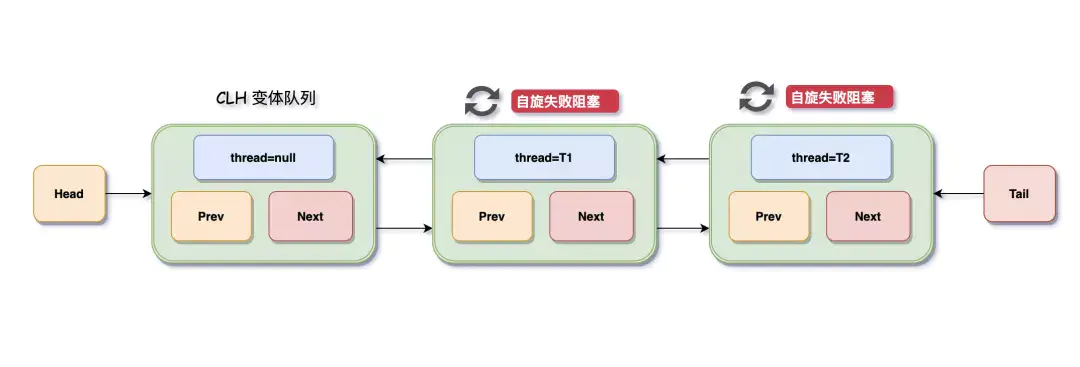 CLH 变体队列
自旋失败阻塞
自旋失败阻塞
thread=null
thread=T1
thread=T2
Head
Prev
Next
Prev
Next
Prev
Next
Tail